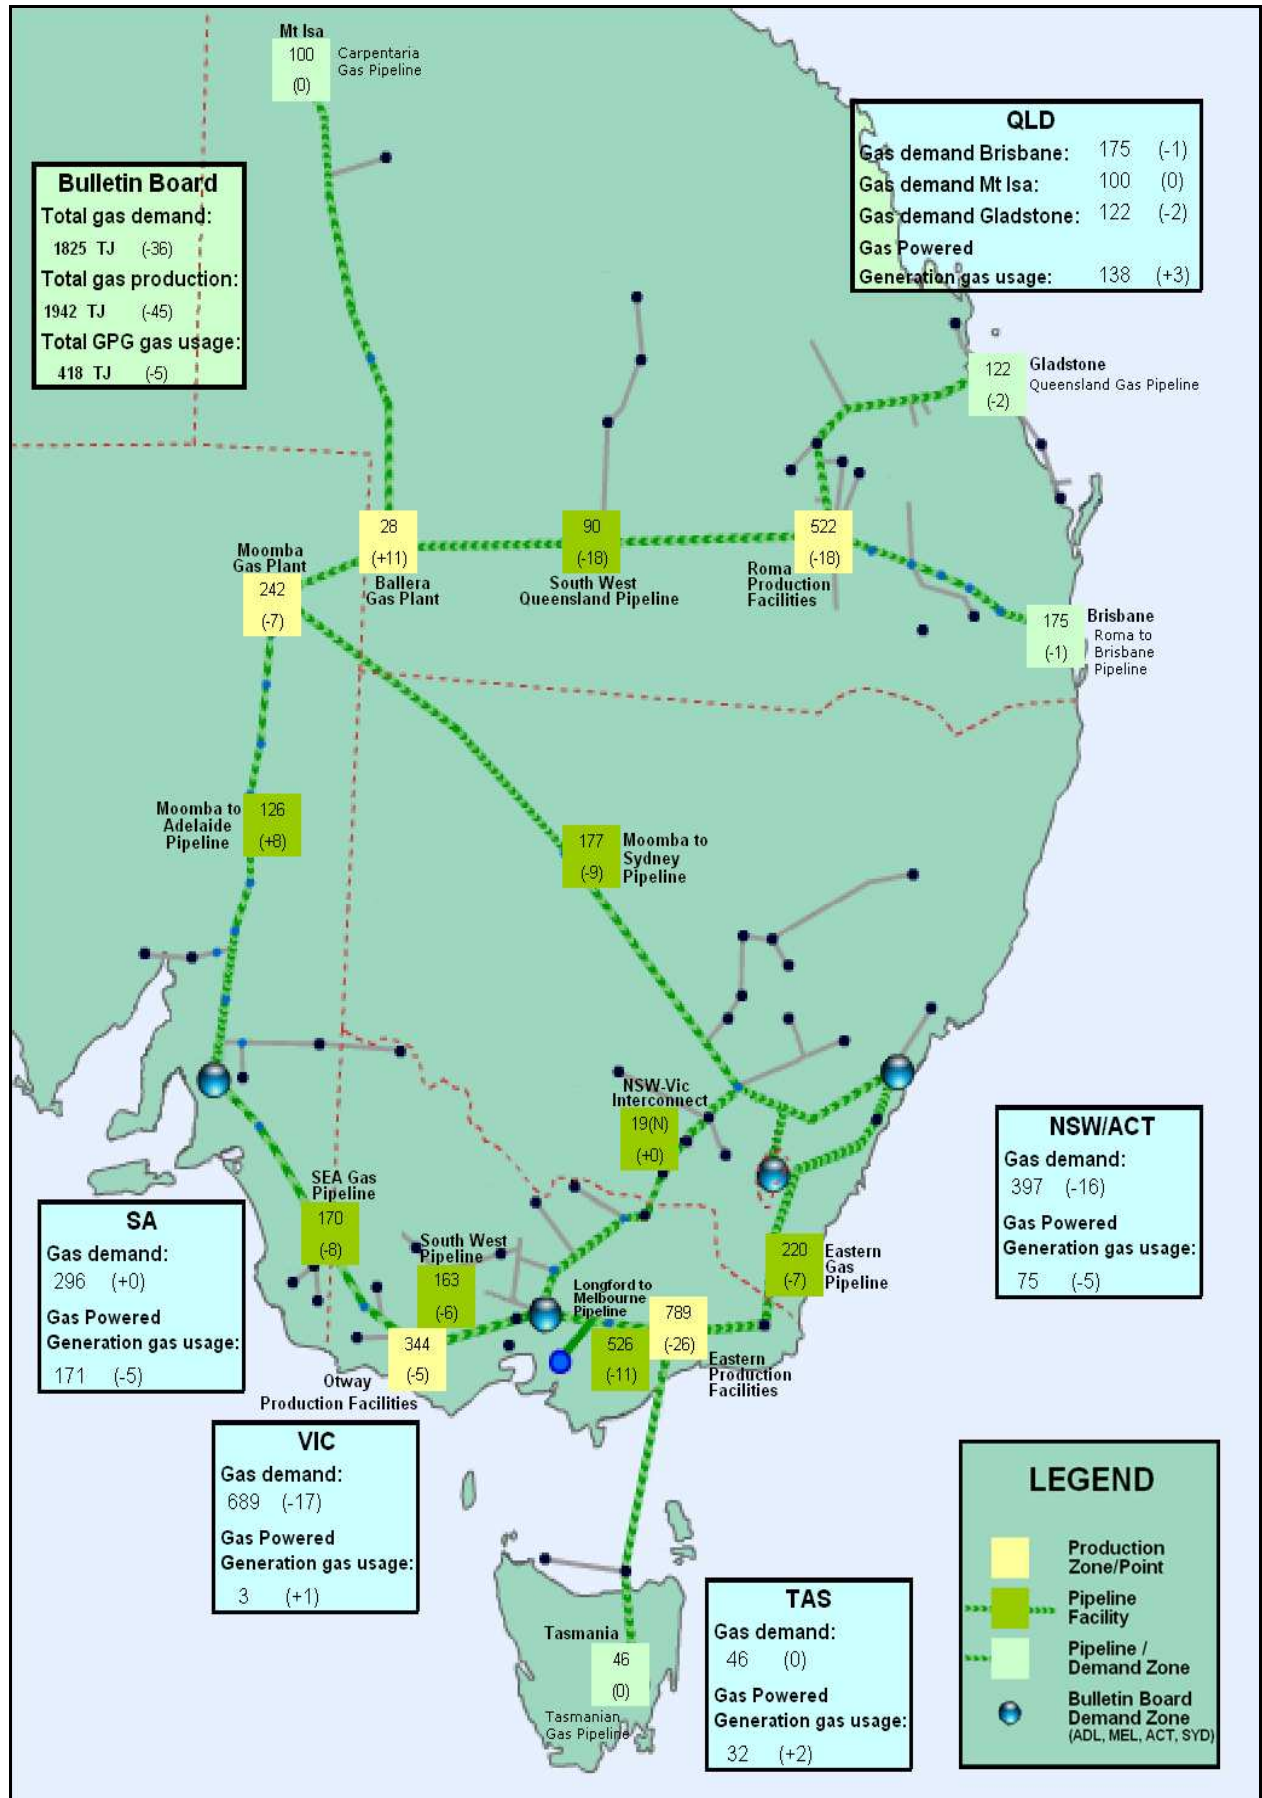 Mt Isa
100
(0)
Carpentaria
Gas Pipeline
Bulletin Board
Total gas demand:
1825 TJ (-36)
Total gas production:
1942 TJ (-45)
Total GPG gas usage:
418 TJ (-5)
QLD
Gas demand Brisbane: 175 (-1)
Gas demand Mt Isa: 100 (0)
Gas demand Gladstone: 122 (-2)
Gas Powered
Generation gas usage: 138 (+3)
122
(-2)
Gladstone
Queensland Gas Pipeline
28
(+11)
Ballera
Gas Plant
90
(-18)
South West
Queensland Pipeline
522
(-18)
Roma
Production
Facilities
Moomba
Gas Plant
242
(-7)
175
(-1)
Brisbane
Roma to
Brisbane
Pipeline
Moomba to
Adelaide
Pipeline
126
(+8)
177
(-9)
Moomba to
Sydney
Pipeline
NSW-Vic
Interconnect
19(N)
(+0)
NSW/ACT
Gas demand:
397 (-16)
Gas Powered
Generation gas usage:
75 (-5)
SEA Gas
Pipeline
170
(-8)
SA
Gas demand:
296 (+0)
Gas Powered
Generation gas usage:
171 (-5)
South West
Pipeline
163
(-6)
220
(-7)
Eastern
Gas
Pipeline
Longford to
Melbourne
Pipeline
526
(-11)
789
(-26)
Eastern
Production
Facilities
344
(-5)
Otway
Production Facilities
VIC
Gas demand:
689 (-17)
Gas Powered
Generation gas usage:
3 (+1)
Tasmania
46
(0)
Tasmanian
Gas Pipeline
TAS
Gas demand:
46 (0)
Gas Powered
Generation gas usage:
32 (+2)
LEGEND
Production
Zone/Point
Pipeline
Facility
Pipeline /
Demand Zone
Bulletin Board
Demand Zone
(ADL, MEL, ACT, SYD)